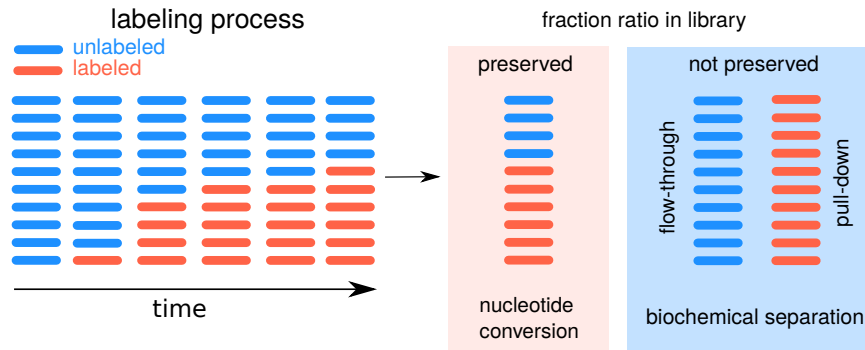 labeling process
unlabeled
labeled
time
fraction ratio in library
preserved
not preserved
flow-through
pull-down
nucleotide
conversion
biochemical separation